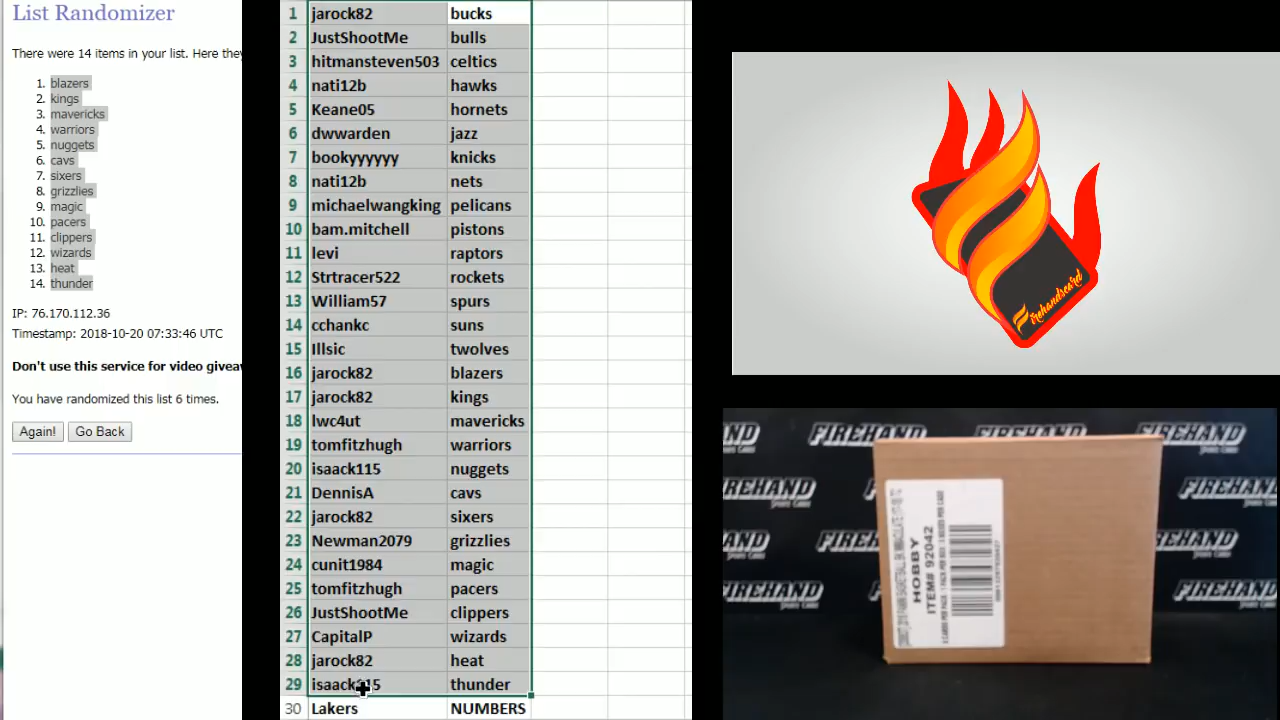 List Randomizer
There were 14 items in your list. Here they
1. blazers
2. kings
3. mavericks
4. warriors
5. nuggets
6. cavs
7. sixers
8. grizzlies
9. magic
10. pacers
11. clippers
12. wizards
13. heat
14. thunder
IP: 76.170.112.36
Timestamp: 2018-10-20 07:33:46 UTC
Don't use this service for video giveav
You have randomized this list 6 times.
Again! Go Back
1 jarock82 bucks
2 JustShootMe bulls
3 hitmansteven503 celtics
4 nati12b hawks
5 Keane05 hornets
6 dwwarden jazz
7 bookyyyyyy knicks
8 nati12b nets
9 michaelwangking pelicans
10 bam.mitchell pistons
11 levi raptors
12 Strtracer522 rockets
13 William57 spurs
14 cchankc suns
15 Illsic twolves
16 jarock82 blazers
17 jarock82 kings
18 lwc4ut mavericks
19 tomfitzhugh warriors
20 isaack115 nuggets
21 DennisA cavs
22 jarock82 sixers
23 Newman2079 grizzlies
24 cunit1984 magic
25 tomfitzhugh pacers
26 JustShootMe clippers
27 CapitalP wizards
28 jarock82 heat
29 isaack115 thunder
30 Lakers NUMBERS
Firehandscard
FIREHAND
HOBBY
ITEM# 92042